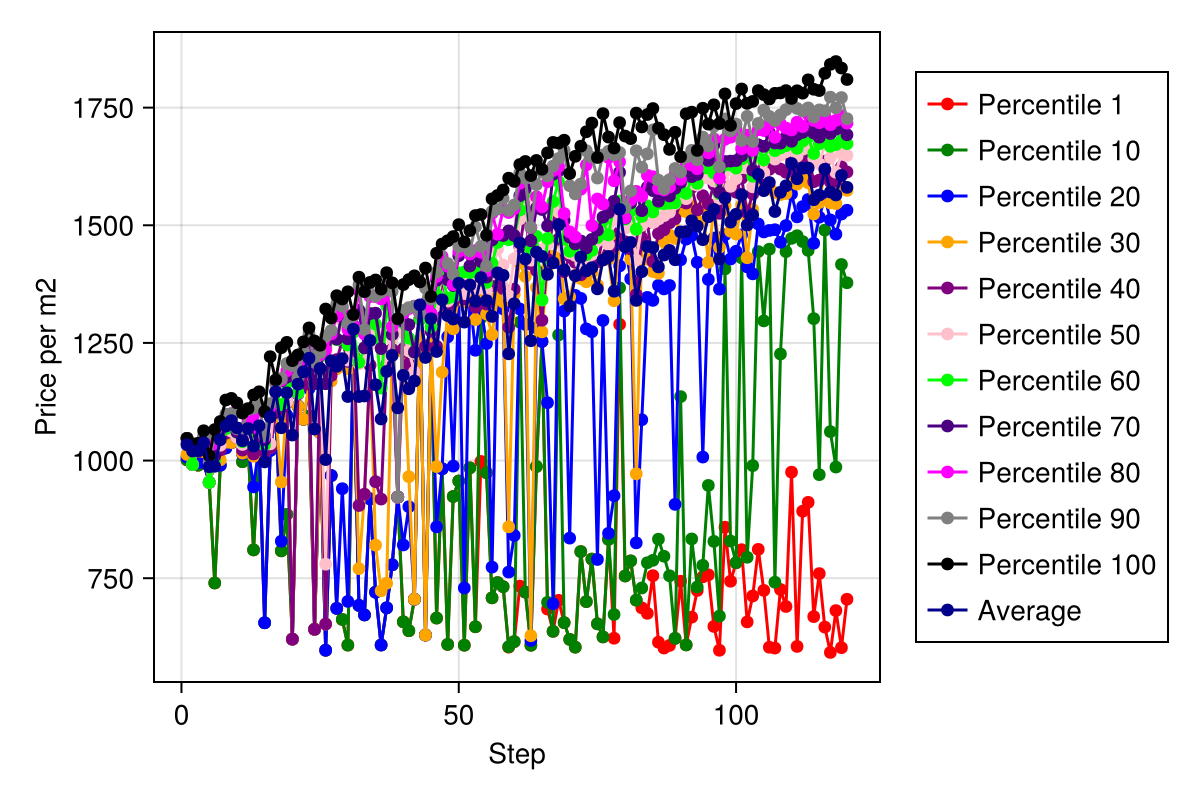 1750
1500
1250
1000
750
0
50
100
Price per m2
Step
Percentile 1
Percentile 10
Percentile 20
Percentile 30
Percentile 40
Percentile 50
Percentile 60
Percentile 70
Percentile 80
Percentile 90
Percentile 100
Average